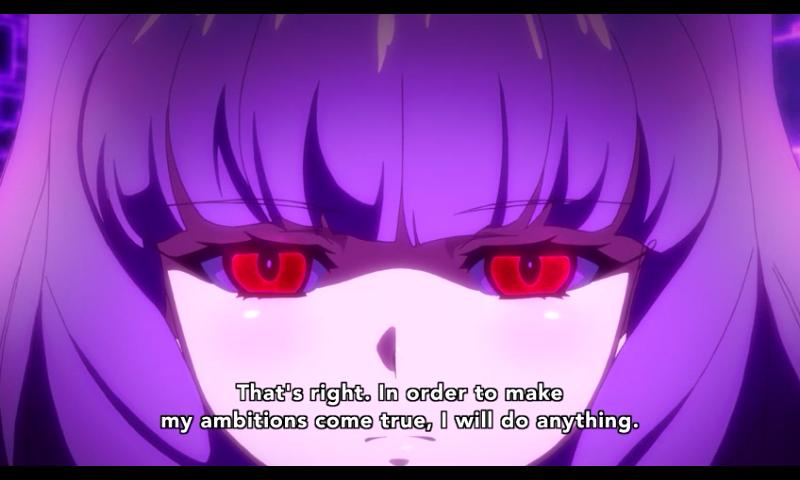 That's right. In order to make
my ambitions come true, I will do anything.